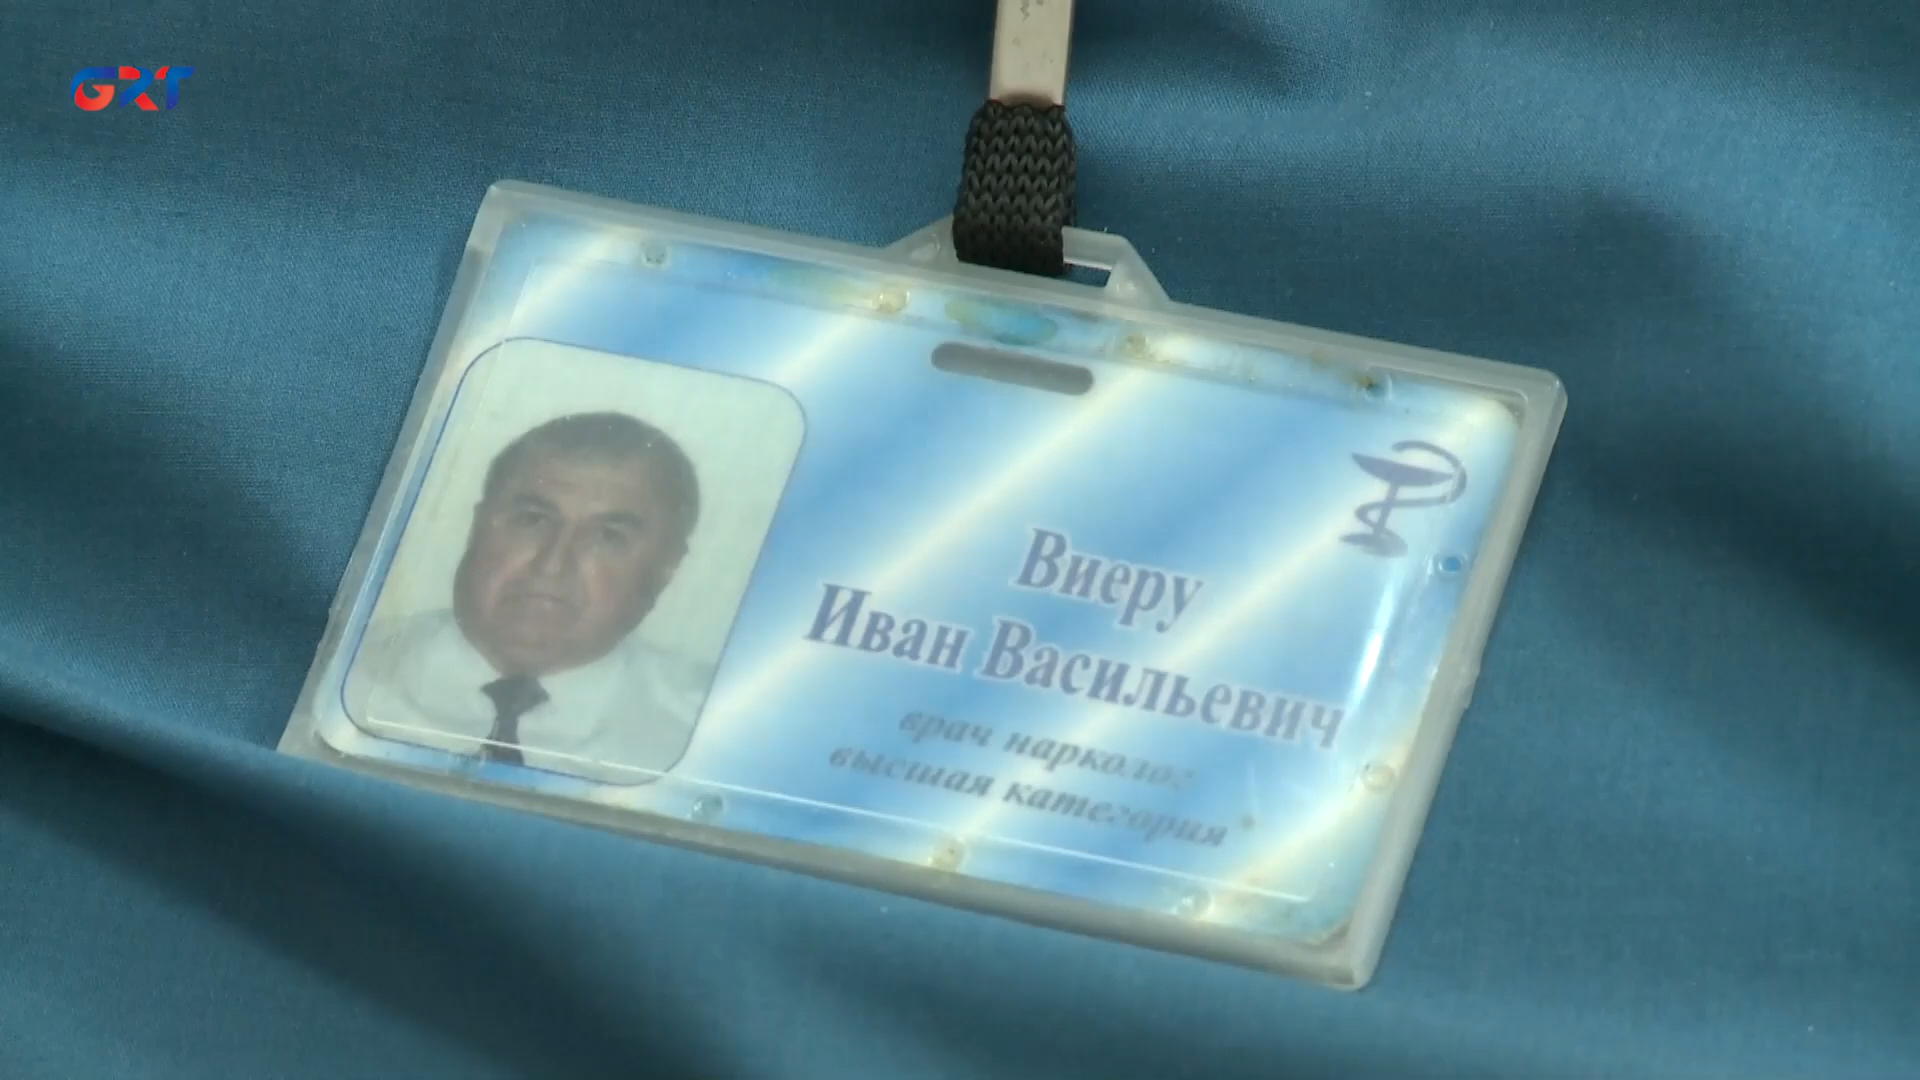 GRT
Виеру
Иван Васильевич
врач нарколог
высшая категория